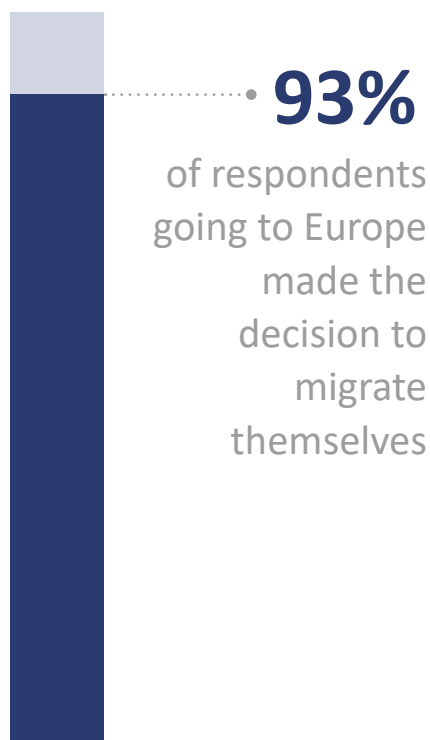 93%
of respondents
going to Europe
made the
decision to
migrate
themselves